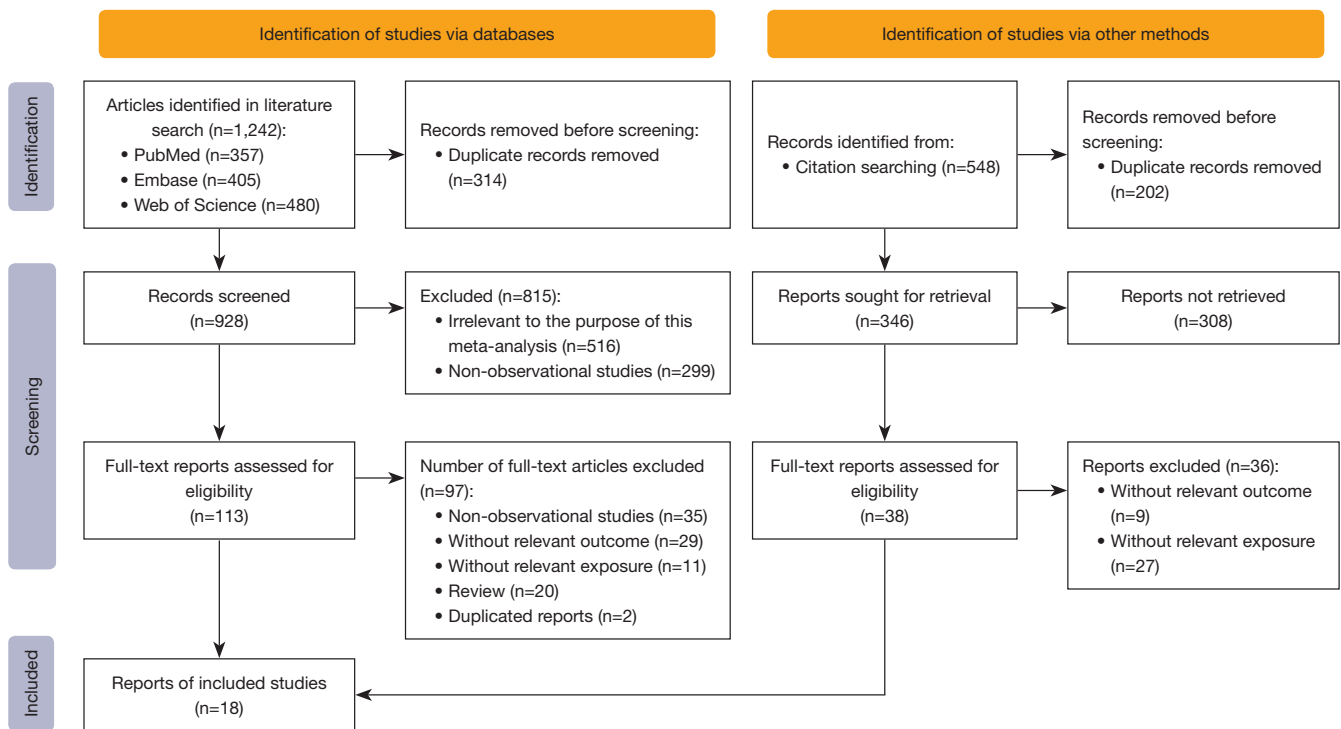 Identification of studies via databases
Identification of studies via other methods
Identification
Articles identified in literature
search (n=1,242):
• PubMed (n=357)
• Embase (n=405)
• Web of Science (n=480)
Records removed before screening:
• Duplicate records removed
(n=314)
Records identified from:
• Citation searching (n=548)
Records removed before
screening:
• Duplicate records removed
(n=202)
Screening
Records screened
(n=928)
Excluded (n=815):
• Irrelevant to the purpose of this
meta-analysis (n=516)
• Non-observational studies (n=299)
Reports sought for retrieval
(n=346)
Reports not retrieved
(n=308)
Full-text reports assessed for
eligibility
(n=113)
Number of full-text articles excluded
(n=97):
• Non-observational studies (n=35)
• Without relevant outcome (n=29)
• Without relevant exposure (n=11)
• Review (n=20)
• Duplicated reports (n=2)
Full-text reports assessed for
eligibility
(n=38)
Reports excluded (n=36):
• Without relevant outcome
(n=9)
• Without relevant exposure
(n=27)
Included
Reports of included studies
(n=18)